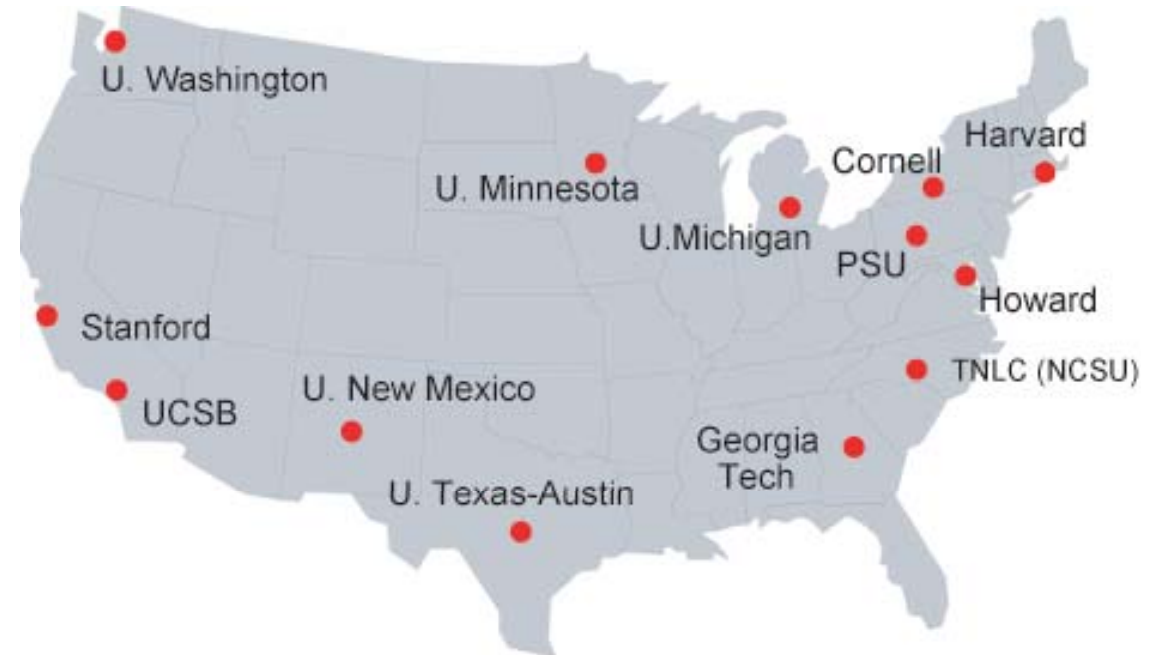 U. Washington
Harvard
Cornell
U. Minnesota
U.Michigan
PSU
Howard
Stanford
TNLC (NCSU)
U. New Mexico
UCSB
Georgia
Tech
U. Texas-Austin